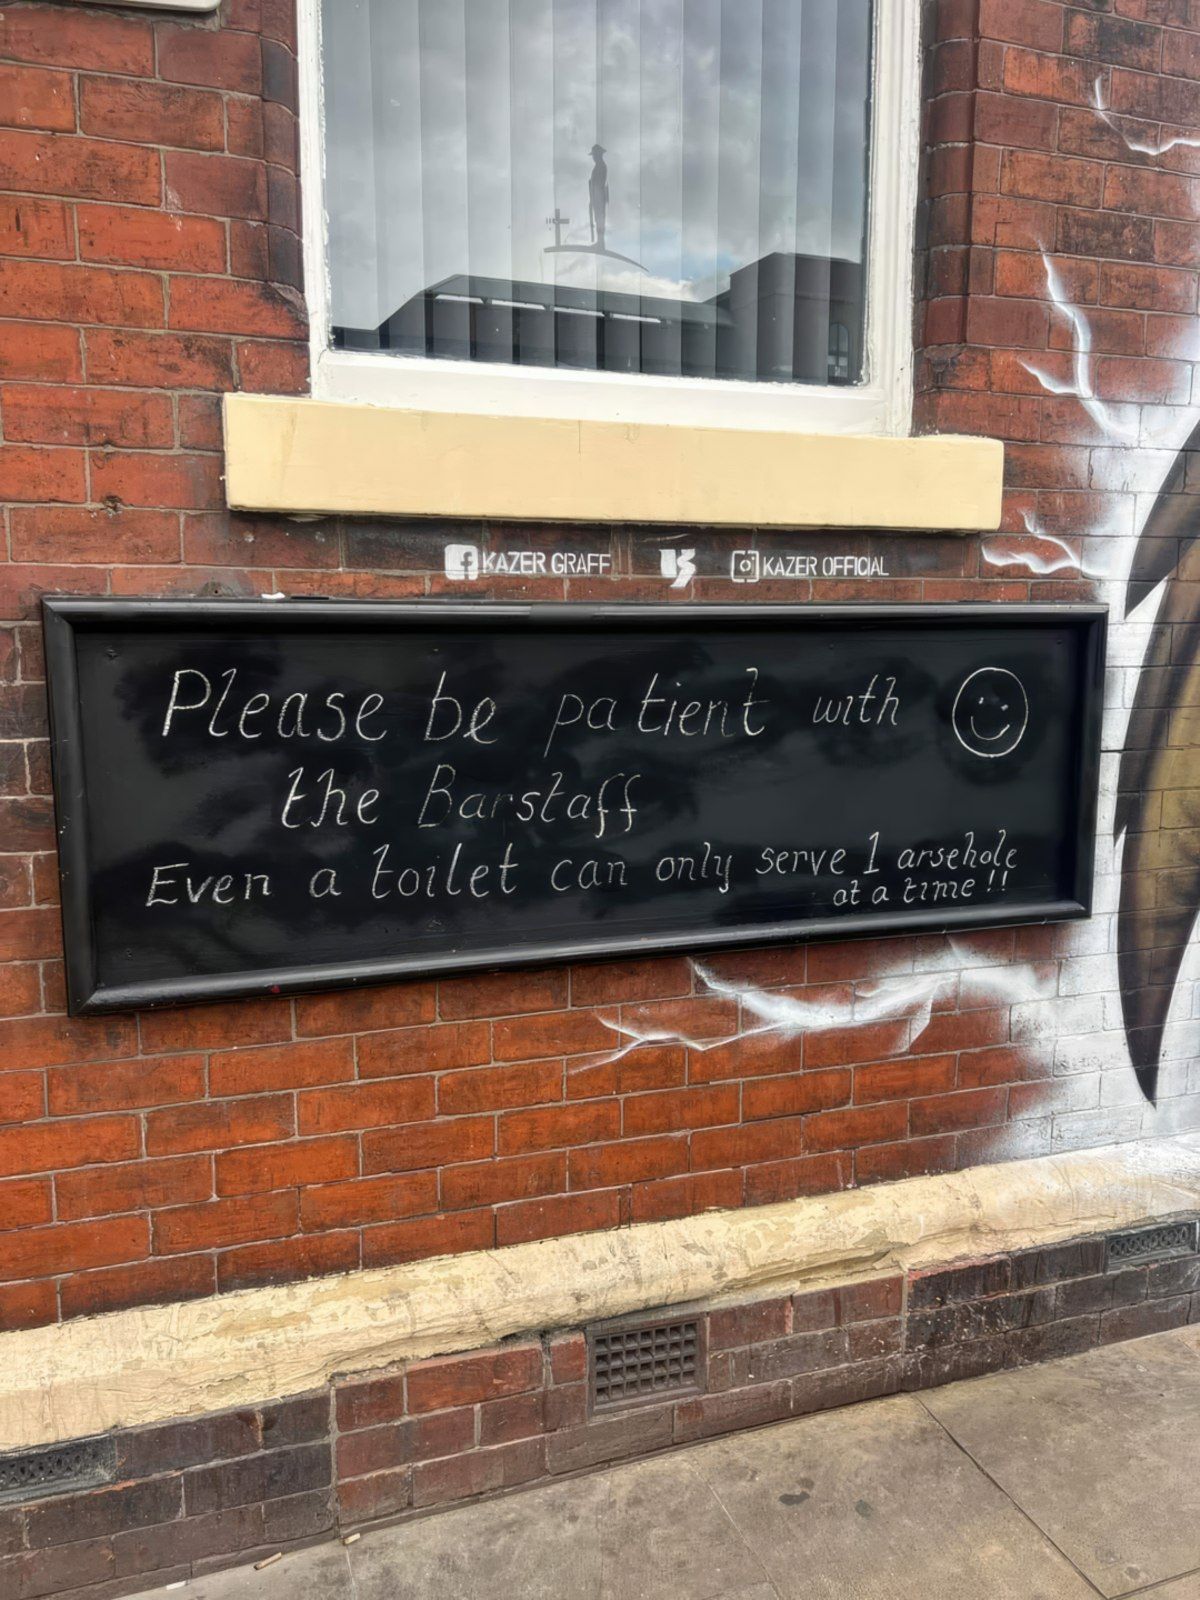 KAZER GRAFF KAZER OFFICIAL
Please be patient with
the Barstaff
Even a toilet can only serve 1 arsehole
at a time!!